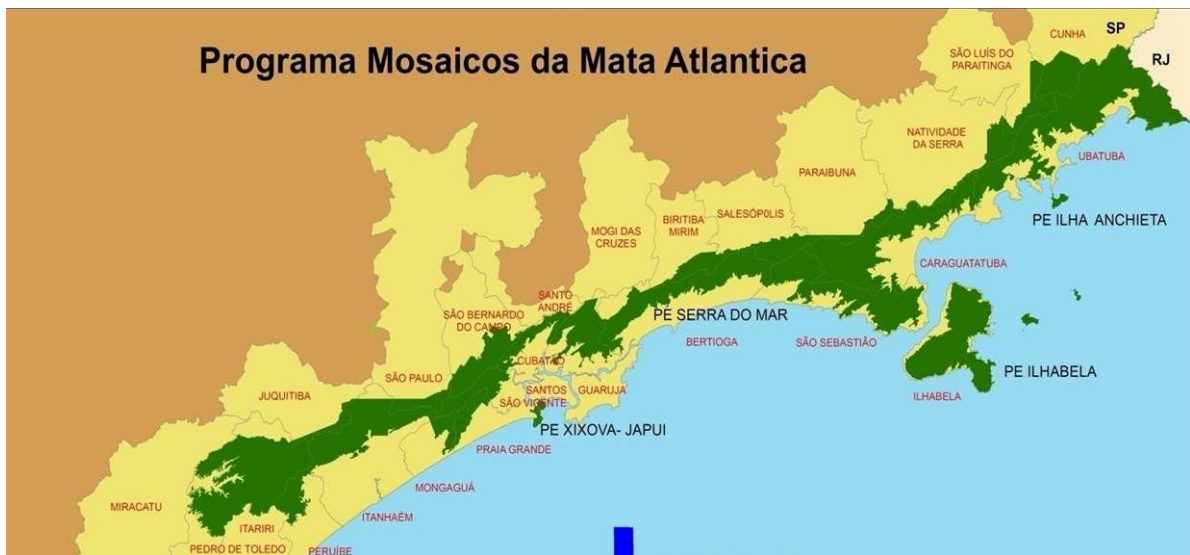 Programa Mosaicos da Mata Atlantica
CUNHA
SP
RJ
SÃO LUÍS DO
PARAITINGA
NATIVIDADE
DA SERRA
UBATUBA
PARAIBUNA
PE ILHA ANCHIETA
SALESÓP0LIS
BIRITIBA
MIRIM
MOGI DAS
CRUZES
CARAGUATATUBA
SANTO
ANDRÉ
SÃO BERNARDO
DO CAMPO
PE SERRA DO MAR
BERTIOGA
SÃO SEBASTIÃO
CUBATÃO
PE ILHABELA
ILHABELA
SÃO PAULO
SANTOS
GUARUJA
SÃO VICENTE
JUQUITIBA
PE XIXOVA- JAPUI
PRAIA GRANDE
MONGAGUÁ
MIRACATU
ITANHAÉM
ITARIRI
PEDRO DE TOLEDO
PERUÍBE